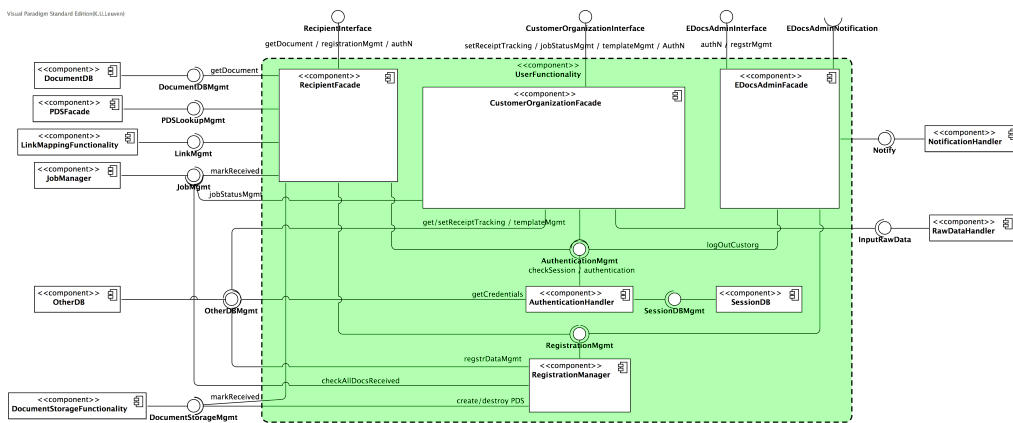 Visual Paradigm Standard Edition(K.U.Leuven)
RecipientInterface
CustomerOrganizationInterface
EDocsAdminInterface
EDocsAdminNotification
getDocument / registrationMgmt / authN
setReceiptTracking / jobStatusMgmt / templateMgmt / AuthN
authN / registrMgmt
<<component>>
UserFunctionality
<<component>>
DocumentDB
getDocument
DocumentDBMgmt
<<component>>
RecipientFacade
<<component>>
CustomerOrganizationFacade
<<component>>
EDocsAdminFacade
<<component>>
PDSFacade
PDSLookupMgmt
<<component>>
LinkMappingFunctionality
LinkMgmt
<<component>>
NotificationHandler
Notify
<<component>>
JobManager
markReceived
JobMgmt
jobStatusMgmt
get/setReceiptTracking / templateMgmt
<<component>>
RawDataHandler
InputRawData
logOutCustorg
AuthenticationMgmt
checkSession / authentication
<<component>>
OtherDB
OtherDBMgmt
getCredentials
<<component>>
AuthenticationHandler
SessionDBMgmt
<<component>>
SessionDB
RegistrationMgmt
regstrDataMgmt
<<component>>
RegistrationManager
checkAllDocsReceived
<<component>>
DocumentStorageFunctionality
markReceived
DocumentStorageMgmt
create/destroy PDS